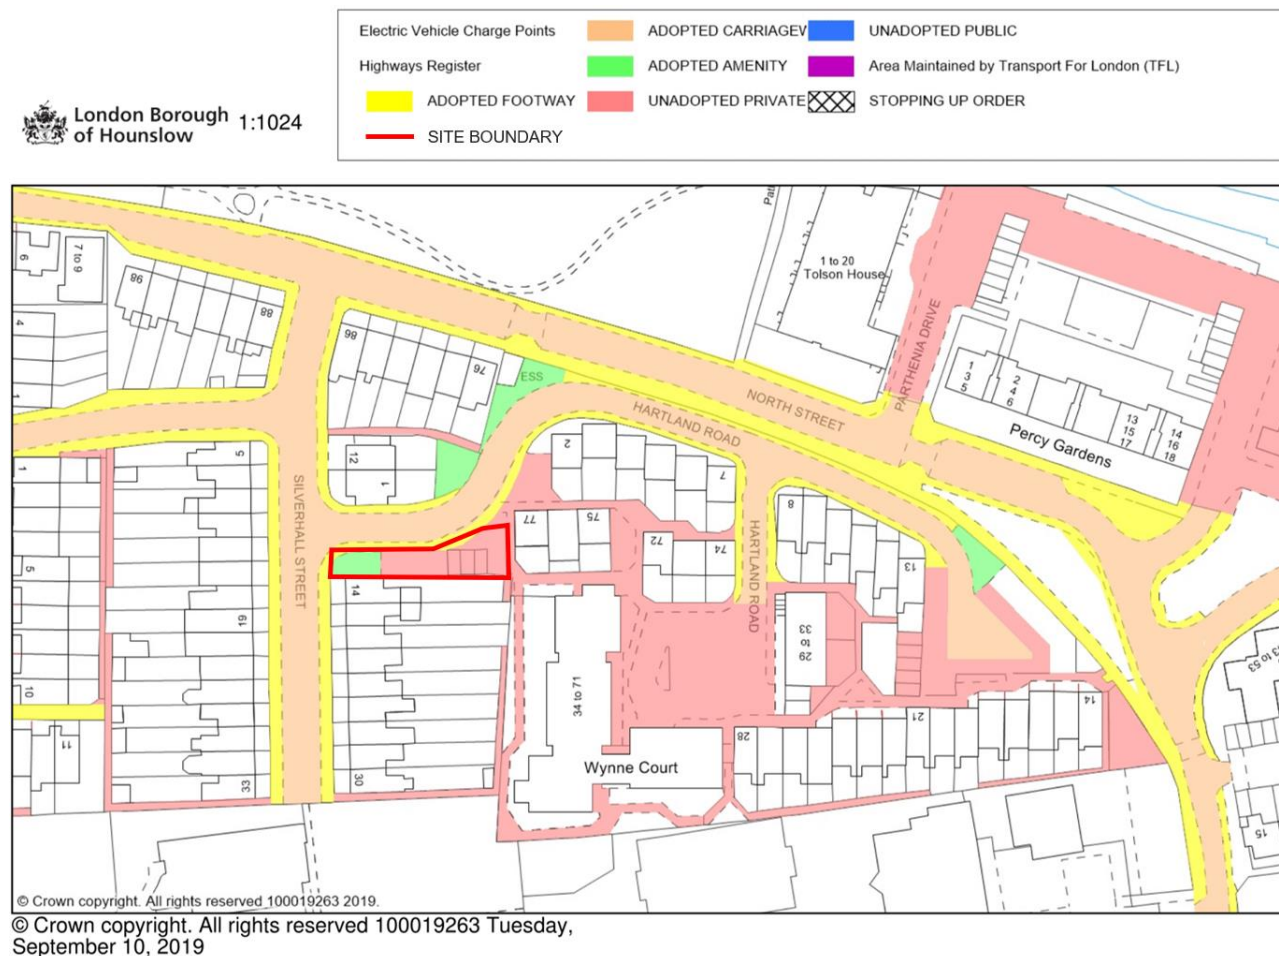 London Borough
of Hounslow
1:1024
Electric Vehicle Charge Points
ADOPTED CARRIAGEW
UNADOPTED PUBLIC
Highways Register
ADOPTED AMENITY
Area Maintained by Transport For London (TFL)
ADOPTED FOOTWAY
UNADOPTED PRIVATE
STOPPING UP ORDER
SITE BOUNDARY
Path
1 to 20
Tolson House
7 to 9
6
98
88
4
86
76
ESS
PARTHENIA DRIVE
1
3
5
2
4
6
13
15
17
14
16
18
Percy Gardens
NORTH STREET
HARTLAND ROAD
1
1
5
12
1
2
7
8
SILVERHALL STREET
77
75
72
74
HARTLAND ROAD
13
5
14
19
33
to
29
34 to 71
10
11
33
30
28
21
14
Wynne Court
15
© Crown copyright. All rights reserved 100019263 2019.
© Crown copyright. All rights reserved 100019263 Tuesday,
September 10, 2019